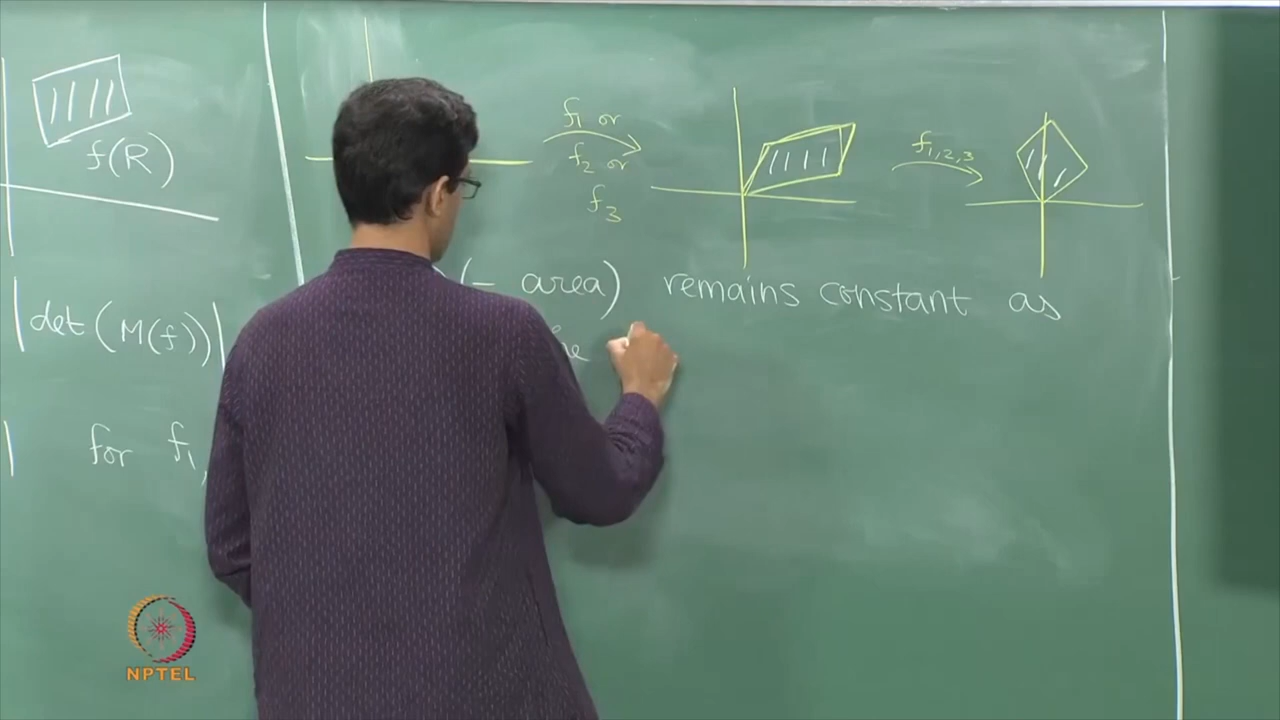 f(R)
|det (M(f))|
for f₁,
f₁ or
f₂ or
f₃
f₁,₂,₃
(– area) remains constant as
NPTEL